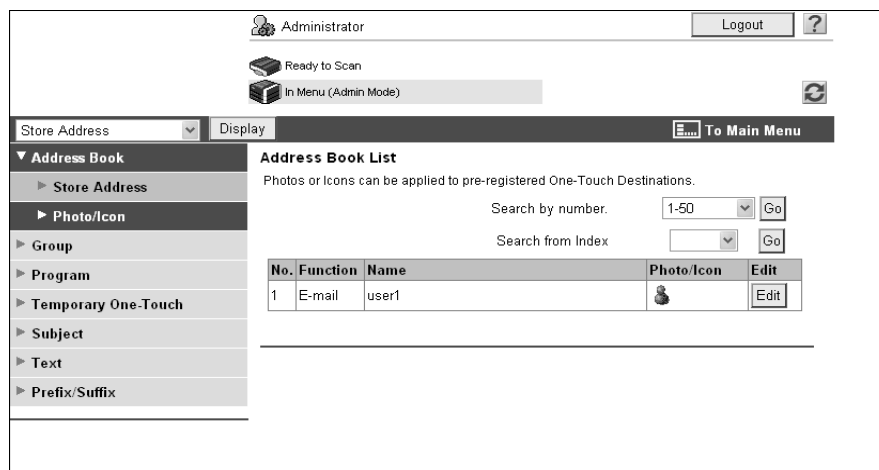 Administrator
Logout
?
Ready to Scan
In Menu (Admin Mode)
Store Address
Display
To Main Menu
Address Book
Store Address
Photo/Icon
Group
Program
Temporary One-Touch
Subject
Text
Prefix/Suffix
Address Book List
Photos or Icons can be applied to pre-registered One-Touch Destinations.
Search by number. 1-50 Go
Search from Index Go
No. Function Name Photo/Icon Edit
1 E-mail user1 Edit